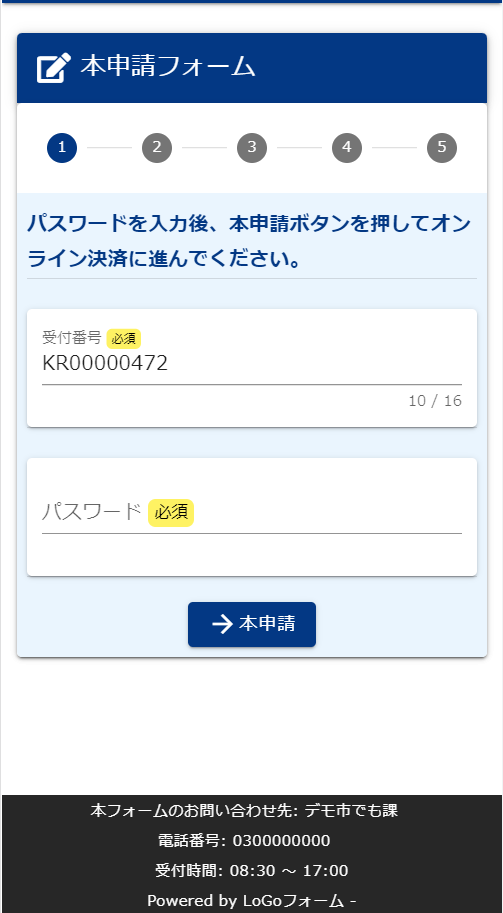 本申請フォーム
1 2 3 4 5
パスワードを入力後、本申請ボタンを押してオン
ライン決済に進んでください。
受付番号 必須
KR00000472
10 / 16
パスワード 必須
本申請
本フォームのお問い合わせ先: デモ市でも課
電話番号: 0300000000
受付時間: 08:30 ～ 17:00
Powered by LoGoフォーム -